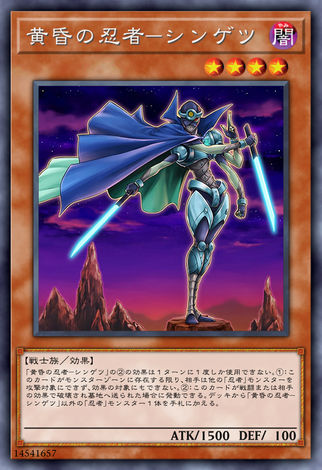 黄昏の忍者－シンゲツ
やみ
闇
【戦士族／効果】
「黄昏の忍者－シンゲツ」の②の効果は１ターンに１度しか使用できない。①：こ
のカードがモンスターゾーンに存在する限り、相手は他の「忍者」モンスターを
攻撃対象にできず、効果の対象にもできない。②：このカードが戦闘または相手
の効果で破壊され墓地へ送られた場合に発動できる。デッキから「黄昏の忍者－
シンゲツ」以外の「忍者」モンスター１体を手札に加える。
ATK/1500 DEF/ 100
14541657